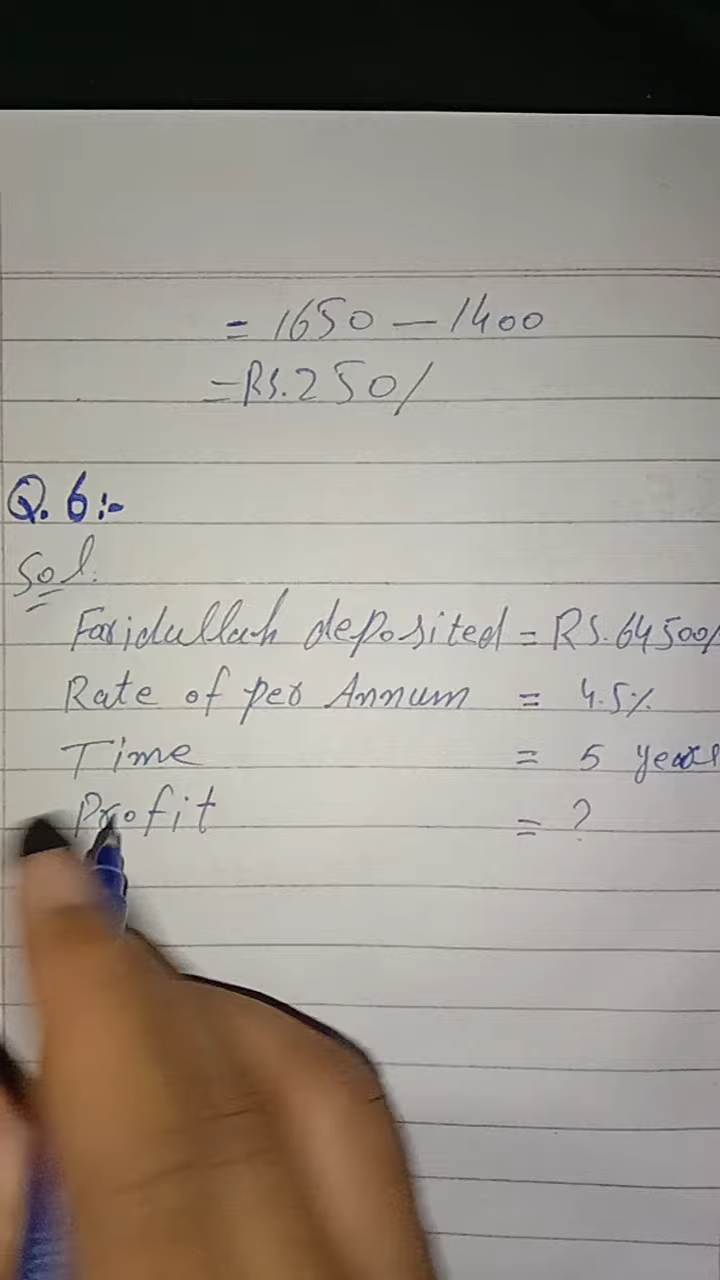 = 1650 — 1400
= Rs. 250/
Q. 6:-
Sol.
Faridullah deposited = RS. 64500/
Rate of per Annum = 4.5%
Time = 5 years
Profit = ?